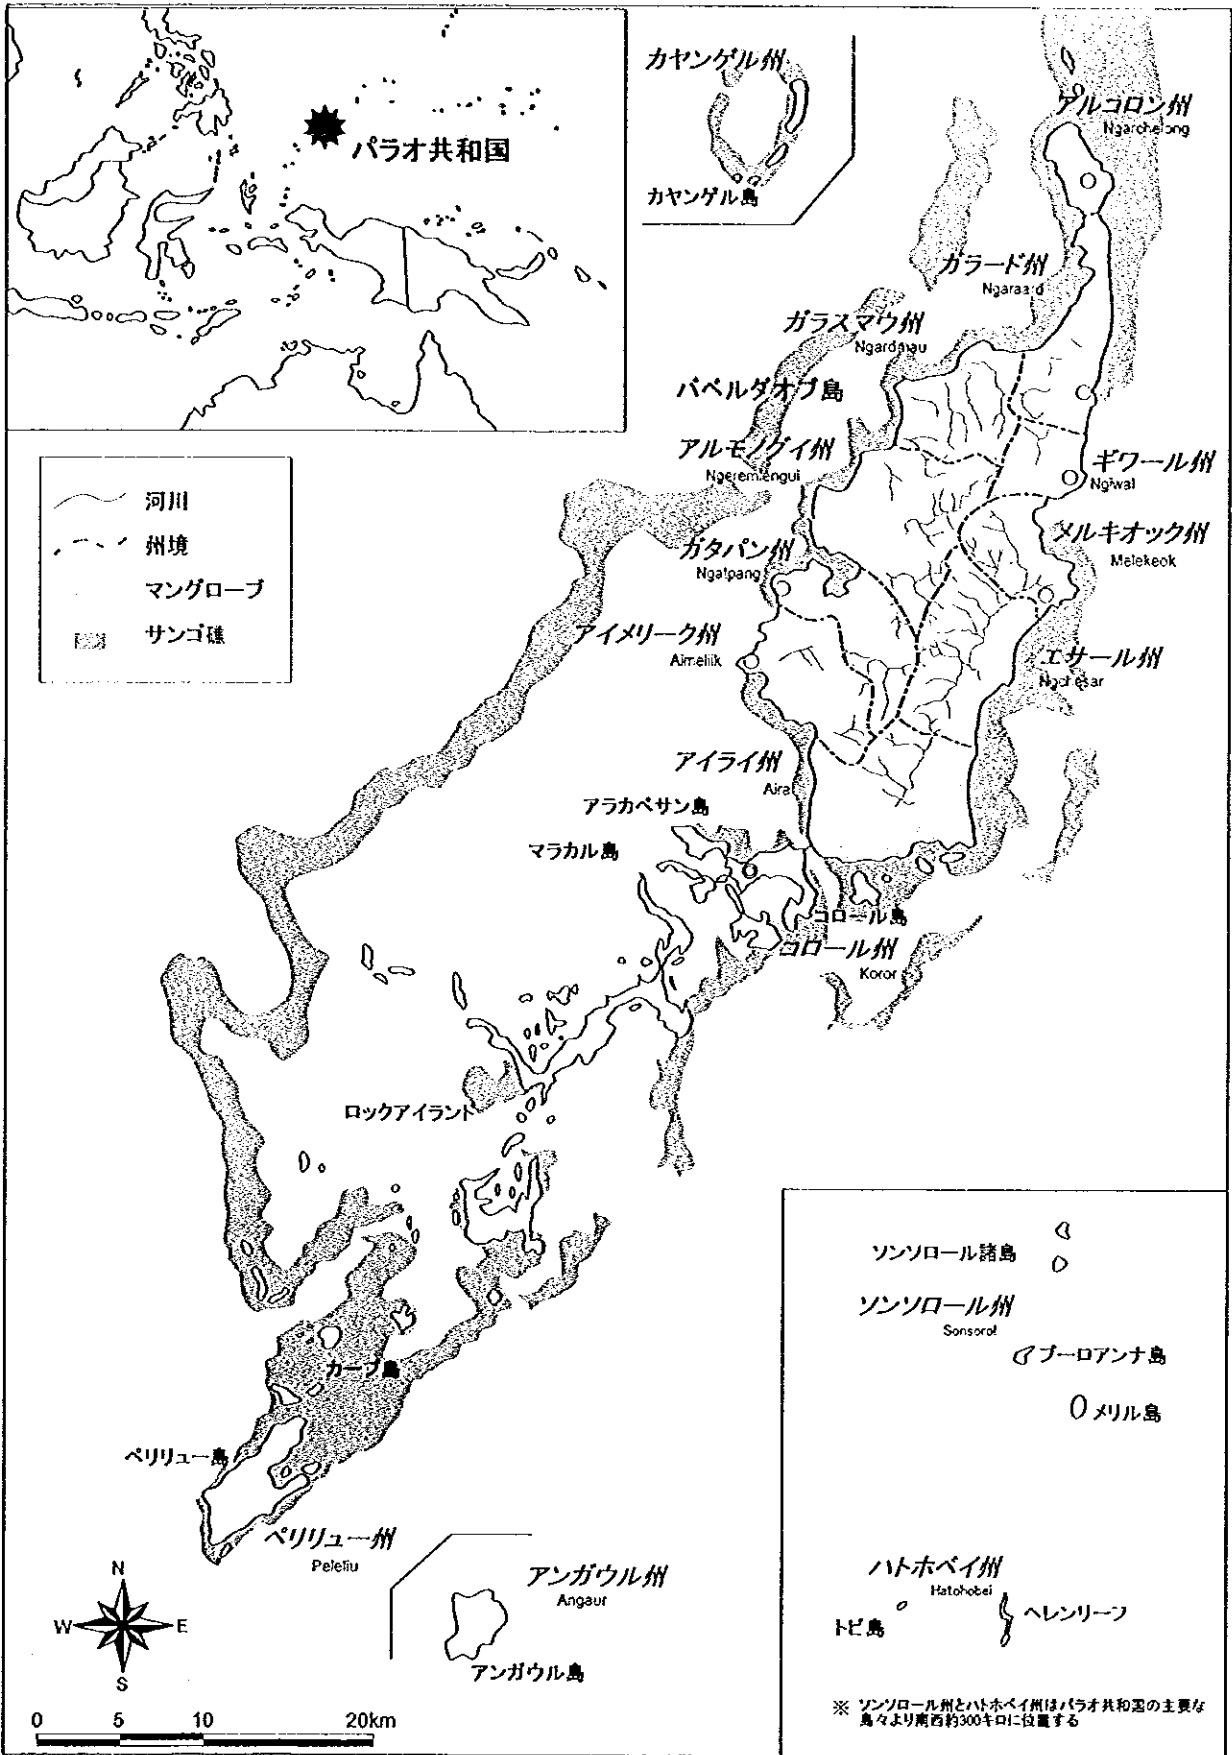 パラオ共和国
カヤンゲル州
カヤンゲル島
アルコロン州
Ngarchelong
ガラード州
Ngaraard
ガラスマウ州
Ngardmau
バベルダオブ島
アルモノグイ州
Ngeremlengui
ギワール州
Ngiwal
ガタパン州
Ngatpang
メルキオック州
Melekeok
アイメリーク州
Aimeliik
エサール州
Ngchesar
アイライ州
Airai
アラカベサン島
マラカル島
コロール島
コロール州
Koror
河川
州境
マングローブ
サンゴ礁
ロックアイランド
カープ島
ペリリュー島
ペリリュー州
Peleliu
アンガウル州
Angaur
アンガウル島
ソンソロール諸島
ソンソロール州
Sonsorol
プーロアンナ島
メリル島
ハトホベイ州
Hatohobei
トビ島
ヘレンリーフ
※ ソンソロール州とハトホベイ州はパラオ共和国の主要な
島々より南西約300キロに位置する
N
W
E
S
0 5 10 20km